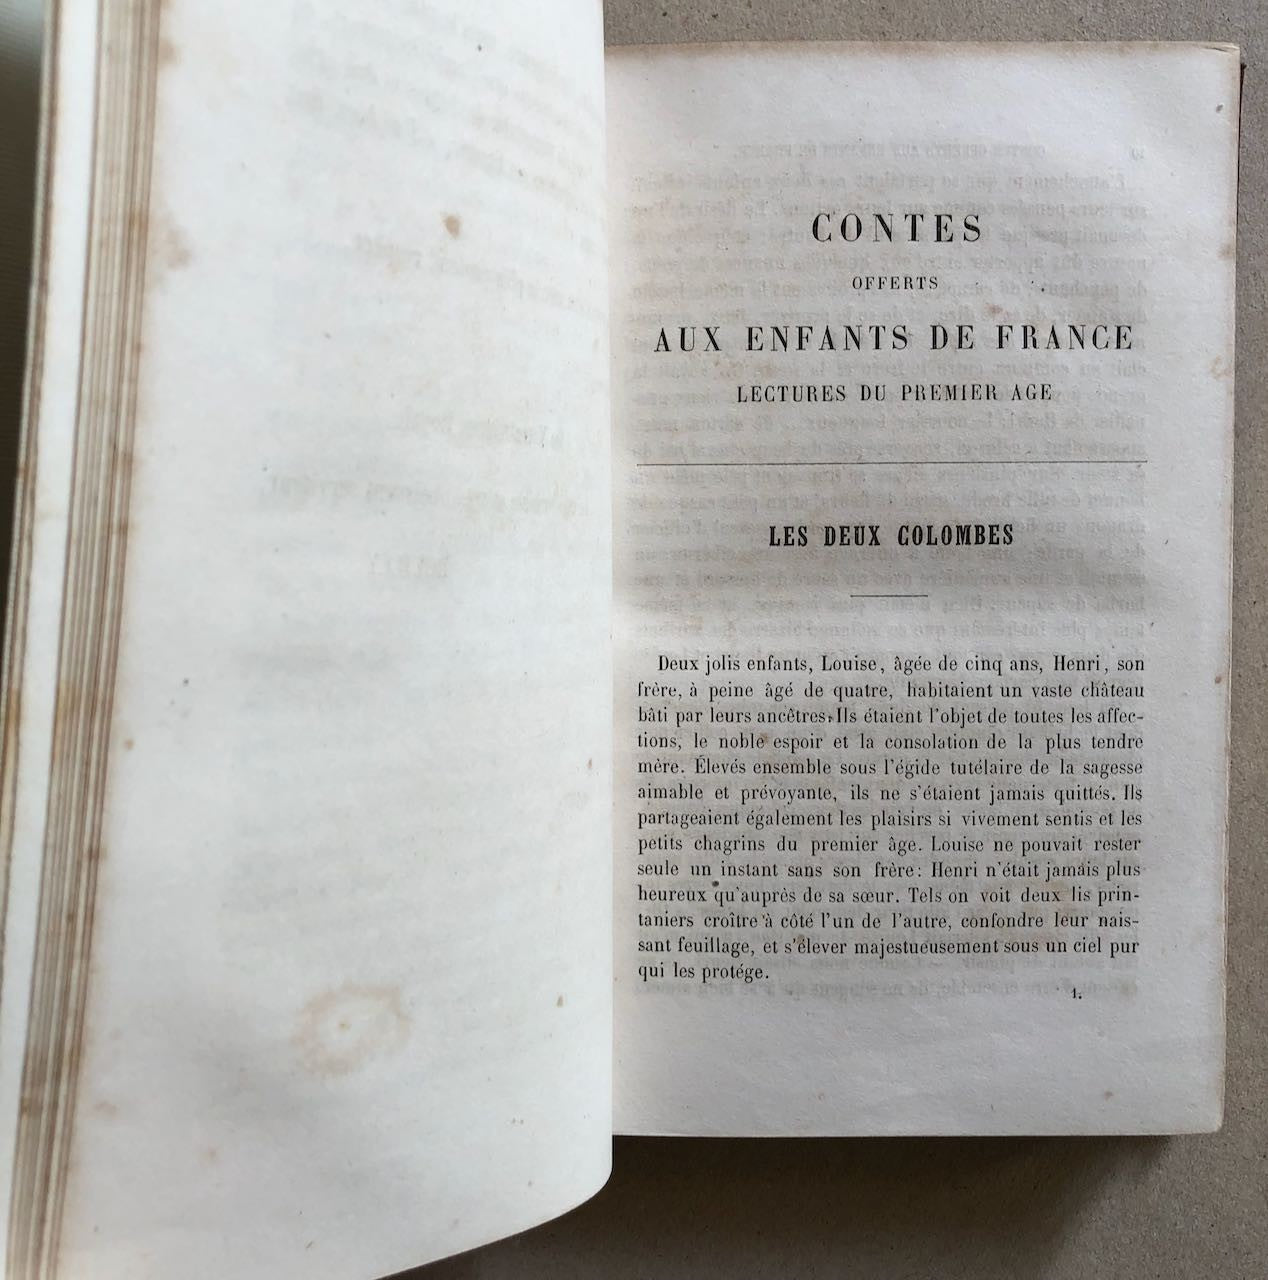 CONTES
OFFERTS
AUX ENFANTS DE FRANCE
LECTURES DU PREMIER AGE
LES DEUX COLOMBES
Deux jolis enfants, Louise, âgée de cinq ans, Henri, son
frère, à peine âgé de quatre, habitaient un vaste château
bâti par leurs ancêtres. Ils étaient l'objet de toutes les affec-
tions, le noble espoir et la consolation de la plus tendre
mère. Élevés ensemble sous l'égide tutélaire de la sagesse
aimable et prévoyante, ils ne s'étaient jamais quittés. Ils
partageaient également les plaisirs si vivement sentis et les
petits chagrins du premier âge. Louise ne pouvait rester
seule un instant sans son frère: Henri n'était jamais plus
heureux qu'auprès de sa sœur. Tels on voit deux lis prin-
taniers croître à côté l'un de l'autre, confondre leur nais-
sant feuillage, et s'élever majestueusement sous un ciel pur
qui les protége.
1.